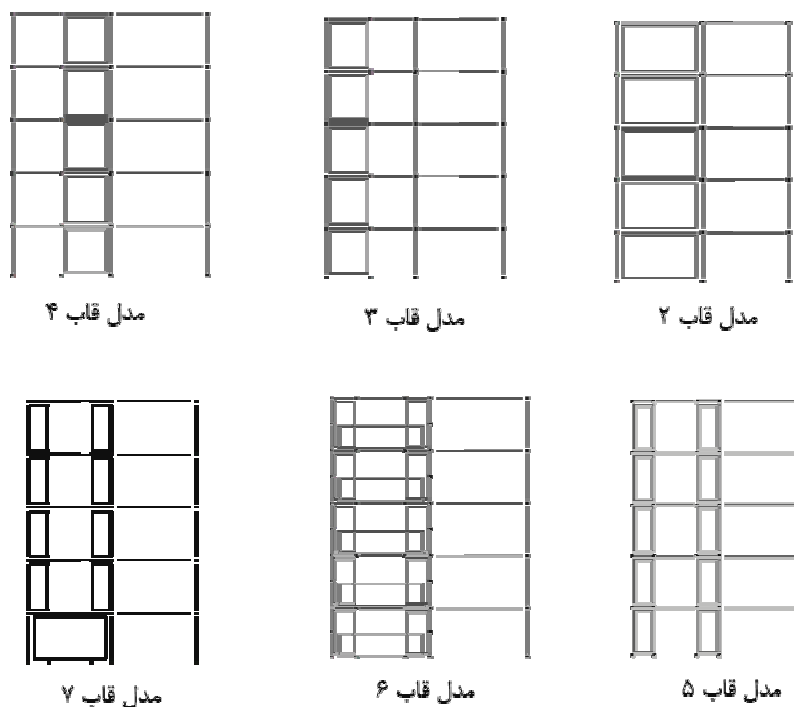 مدل قاب ۲
مدل قاب ۳
مدل قاب ۴
مدل قاب ۵
مدل قاب ۶
مدل قاب ۷